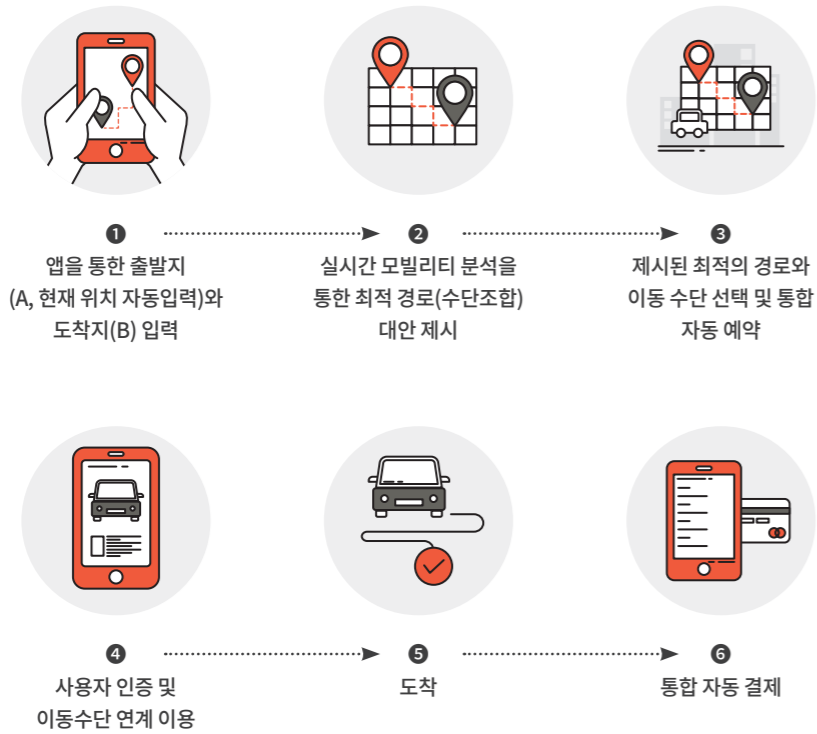 ❶
앱을 통한 출발지
(A, 현재 위치 자동입력)와
도착지(B) 입력
❷
실시간 모빌리티 분석을
통한 최적 경로(수단조합)
대안 제시
❸
제시된 최적의 경로와
이동 수단 선택 및 통합
자동 예약
❹
사용자 인증 및
이동수단 연계 이용
❺
도착
❻
통합 자동 결제